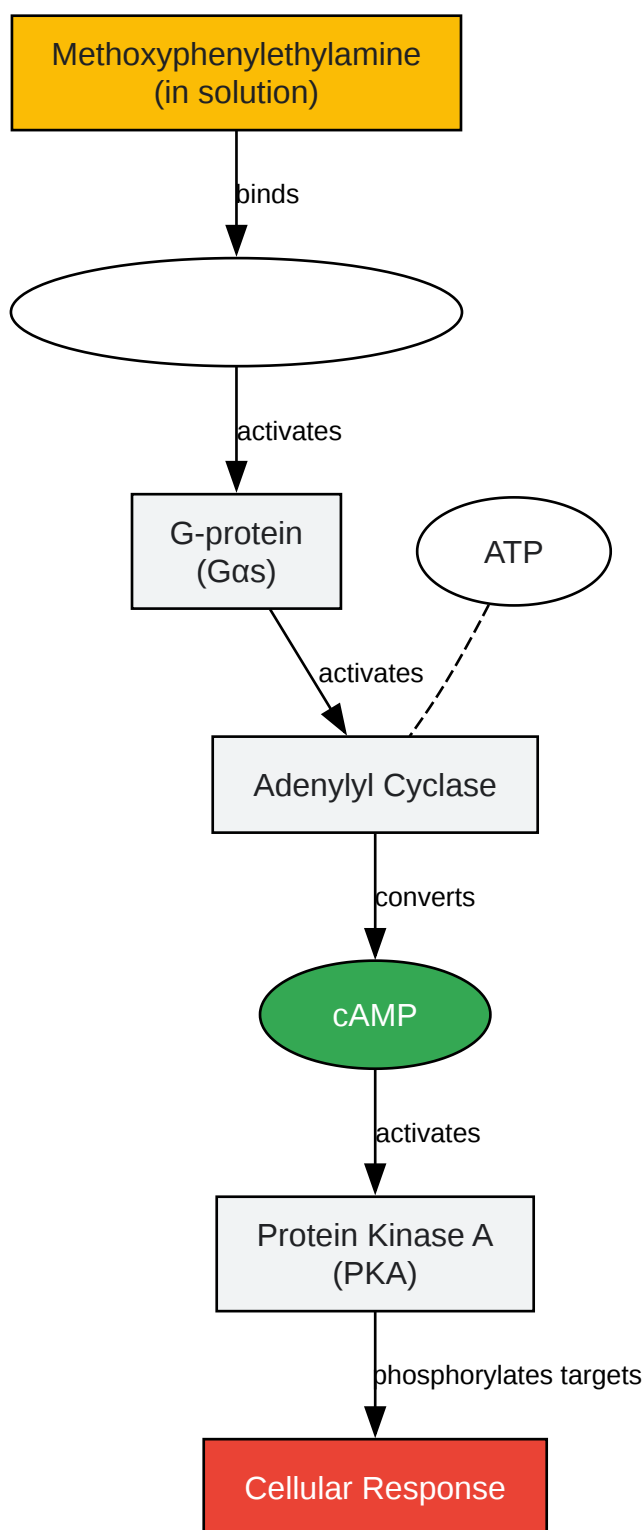 Methoxyphenylethylamine
(in solution)
binds
activates
G-protein
(Gαs)
ATP
activates
Adenylyl Cyclase
converts
cAMP
activates
Protein Kinase A
(PKA)
phosphorylates targets
Cellular Response